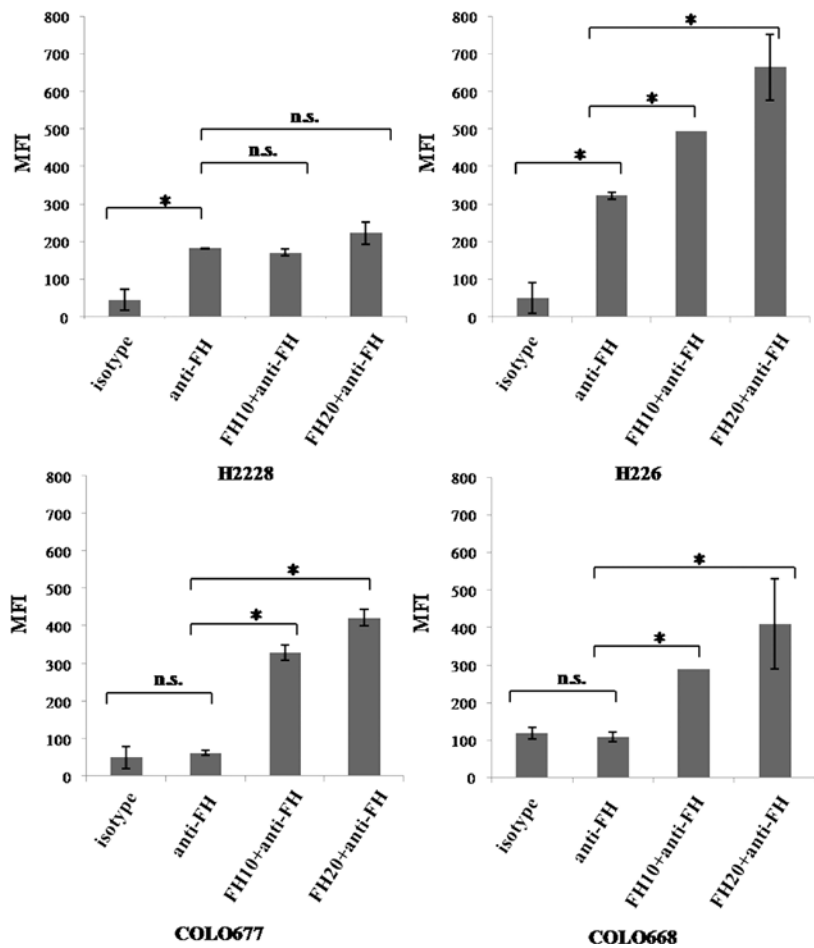 800
700
600
500
400
300
200
100
0
MFI
*
n.s.
n.s.
isotype
anti-FH
FH10+anti-FH
FH20+anti-FH
H2228
800
700
600
500
400
300
200
100
0
MFI
*
*
*
isotype
anti-FH
FH10+anti-FH
FH20+anti-FH
H226
800
700
600
500
400
300
200
100
0
MFI
n.s.
*
*
isotype
anti-FH
FH10+anti-FH
FH20+anti-FH
COLO677
800
700
600
500
400
300
200
100
0
MFI
n.s.
*
*
isotype
anti-FH
FH10+anti-FH
FH20+anti-FH
COLO668